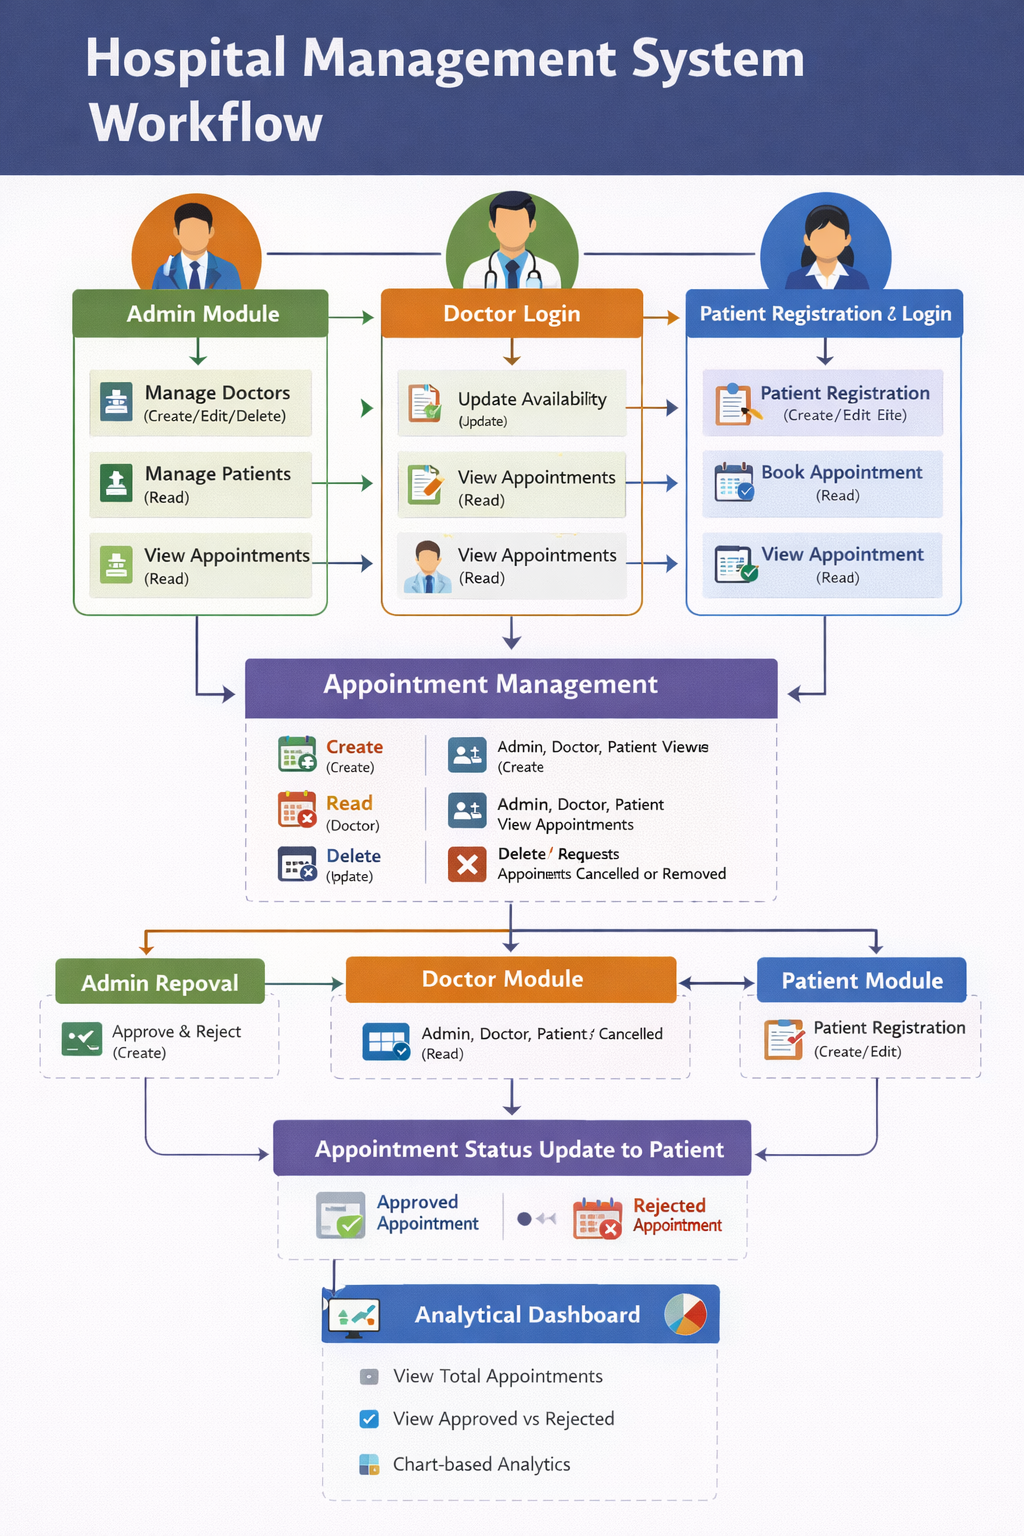 Hospital Management System
Workflow
Admin Module
Manage Doctors
(Create/Edit/Delete)
Manage Patients
(Read)
View Appointments
(Read)
Doctor Login
Update Availability
(Update)
View Appointments
(Read)
View Appointments
(Read)
Patient Registration & Login
Patient Registration
(Create/Edit
Book Appointment
(Read)
View Appointment
(Read)
Appointment Management
Create
(Create)
Admin, Doctor, Patient
(Create
Read
(Doctor)
Admin, Doctor, Patient
View Appointments
Delete
Delete Requests
Cancelled or Removed
Admin Repoval
Approve & Reject
(Create)
Doctor Module
Admin, Doctor, Patient Cancelled
(Read)
Patient Module
Patient Registration
(Create/Edit)
Appointment Status Update to Patient
Approved
Appointment
Rejected
Appointment
Analytical Dashboard
View Total Appointments
View Approved vs Rejected
Chart-based Analytics